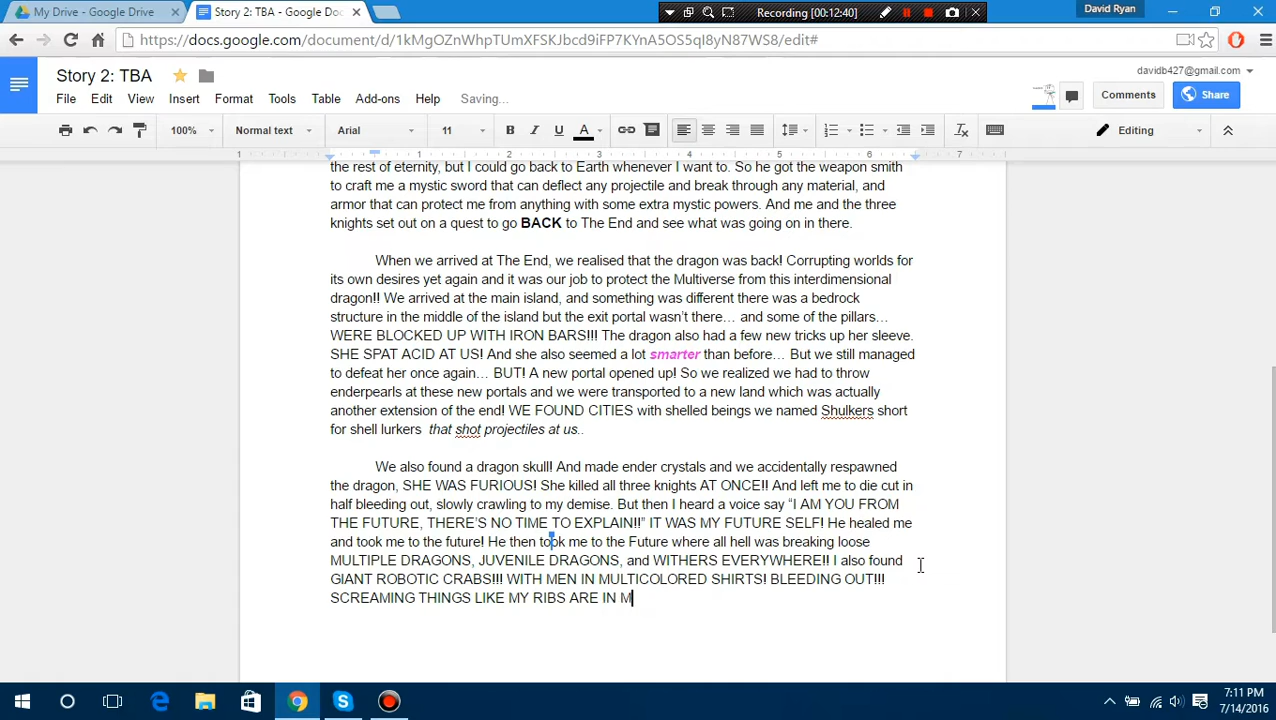 My Drive - Google Drive
Story 2: TBA - Google Doc
Recording [00:12:40]
David Ryan
https://docs.google.com/document/d/1kMgOZnWhpTUmXFSKJbcd9iFP7KYnA5OS5qI8yN87WS8/edit#
Story 2: TBA
davidb427@gmail.com
File Edit View Insert Format Tools Table Add-ons Help Saving...
Comments Share
100% Normal text Arial 11 B I U A Editing
1 1 2 3 4 5 6 7
the rest of eternity, but I could go back to Earth whenever I want to. So he got the weapon smith
to craft me a mystic sword that can deflect any projectile and break through any material, and
armor that can protect me from anything with some extra mystic powers. And me and the three
knights set out on a quest to go BACK to The End and see what was going on in there.
When we arrived at The End, we realised that the dragon was back! Corrupting worlds for
its own desires yet again and it was our job to protect the Multiverse from this interdimensional
dragon!! We arrived at the main island, and something was different there was a bedrock
structure in the middle of the island but the exit portal wasn't there… and some of the pillars…
WERE BLOCKED UP WITH IRON BARS!!! The dragon also had a few new tricks up her sleeve.
SHE SPAT ACID AT US! And she also seemed a lot smarter than before… But we still managed
to defeat her once again… BUT! A new portal opened up! So we realized we had to throw
enderpearls at these new portals and we were transported to a new land which was actually
another extension of the end! WE FOUND CITIES with shelled beings we named Shulkers short
for shell lurkers that shot projectiles at us..
We also found a dragon skull! And made ender crystals and we accidentally respawned
the dragon, SHE WAS FURIOUS! She killed all three knights AT ONCE!! And left me to die cut in
half bleeding out, slowly crawling to my demise. But then I heard a voice say “I AM YOU FROM
THE FUTURE, THERE'S NO TIME TO EXPLAIN!!” IT WAS MY FUTURE SELF! He healed me
and took me to the future! He then took me to the Future where all hell was breaking loose
MULTIPLE DRAGONS, JUVENILE DRAGONS, and WITHERS EVERYWHERE!! I also found
GIANT ROBOTIC CRABS!!! WITH MEN IN MULTICOLORED SHIRTS! BLEEDING OUT!!!
SCREAMING THINGS LIKE MY RIBS ARE IN M
7:11 PM
7/14/2016